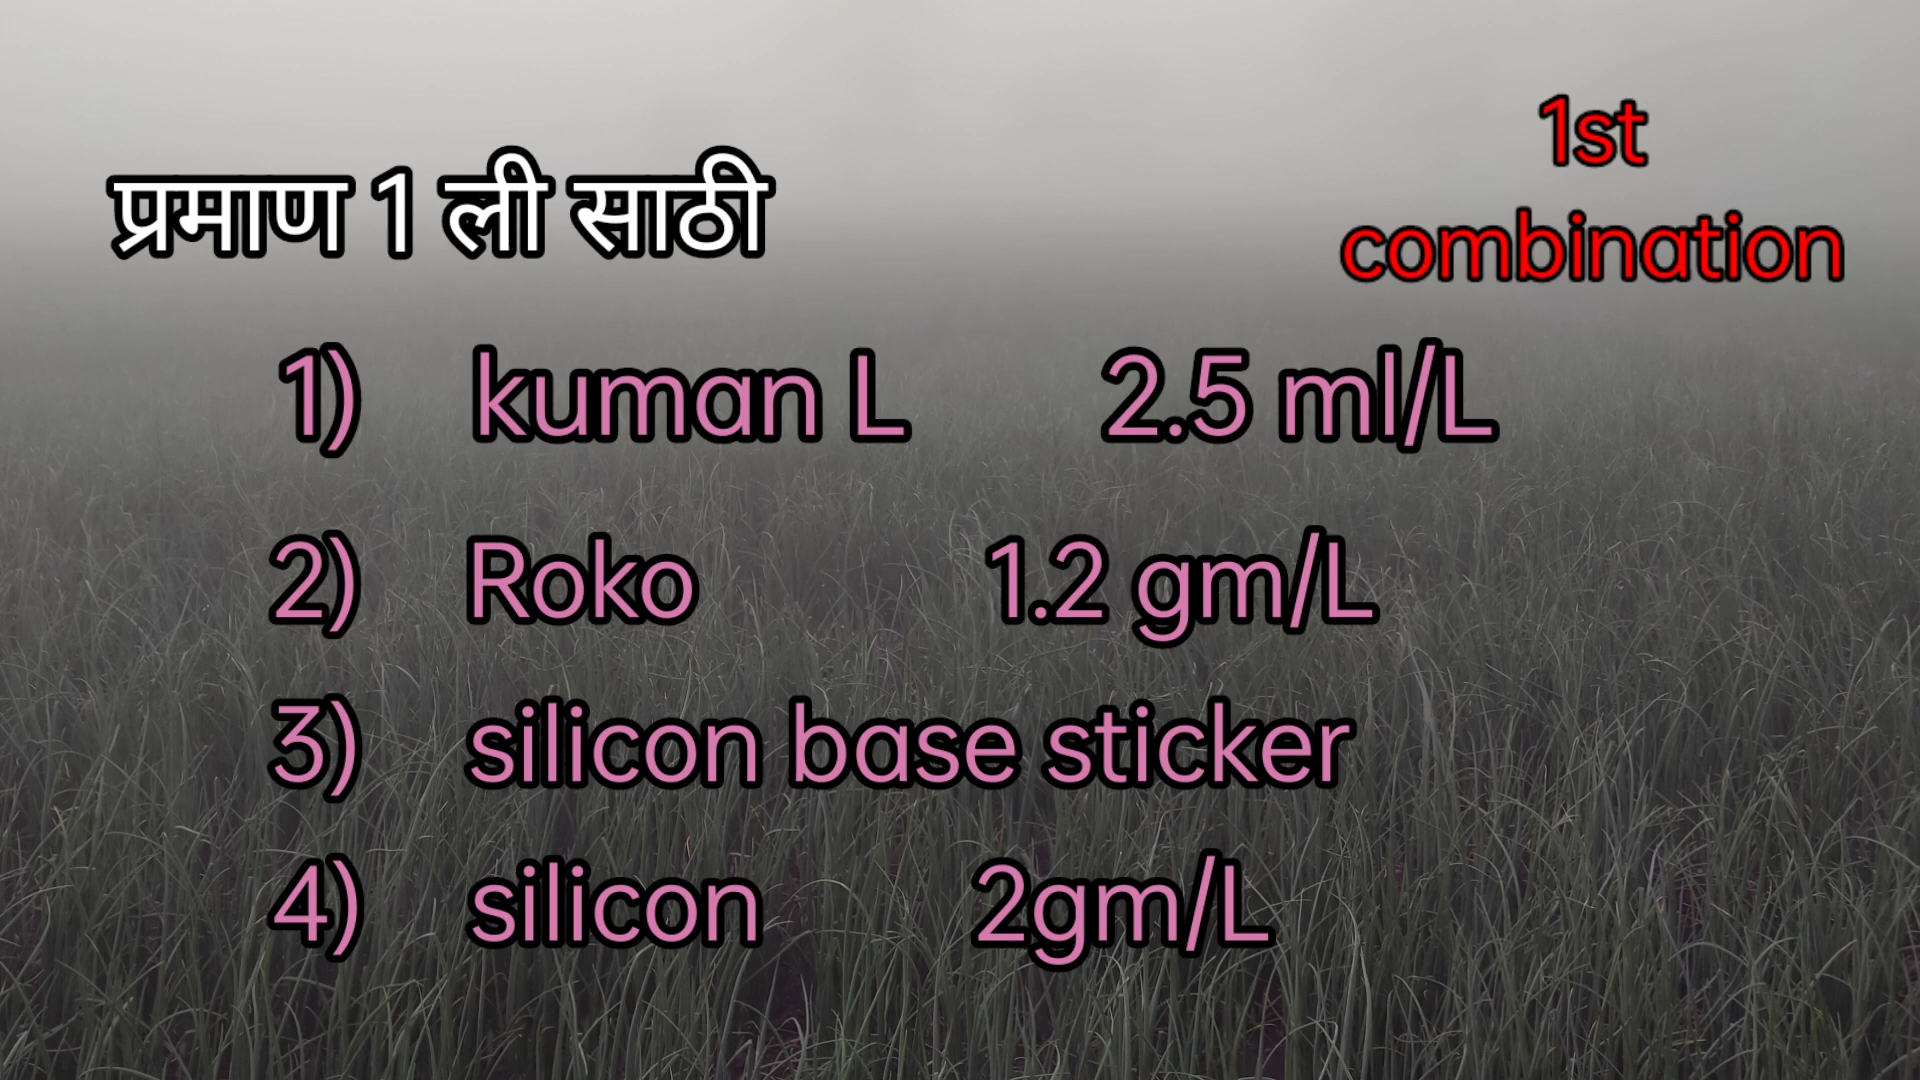 1st
combination
प्रमाण 1 ली साठी
1) kuman L 2.5 ml/L
2) Roko 1.2 gm/L
3) silicon base sticker
4) silicon 2gm/L